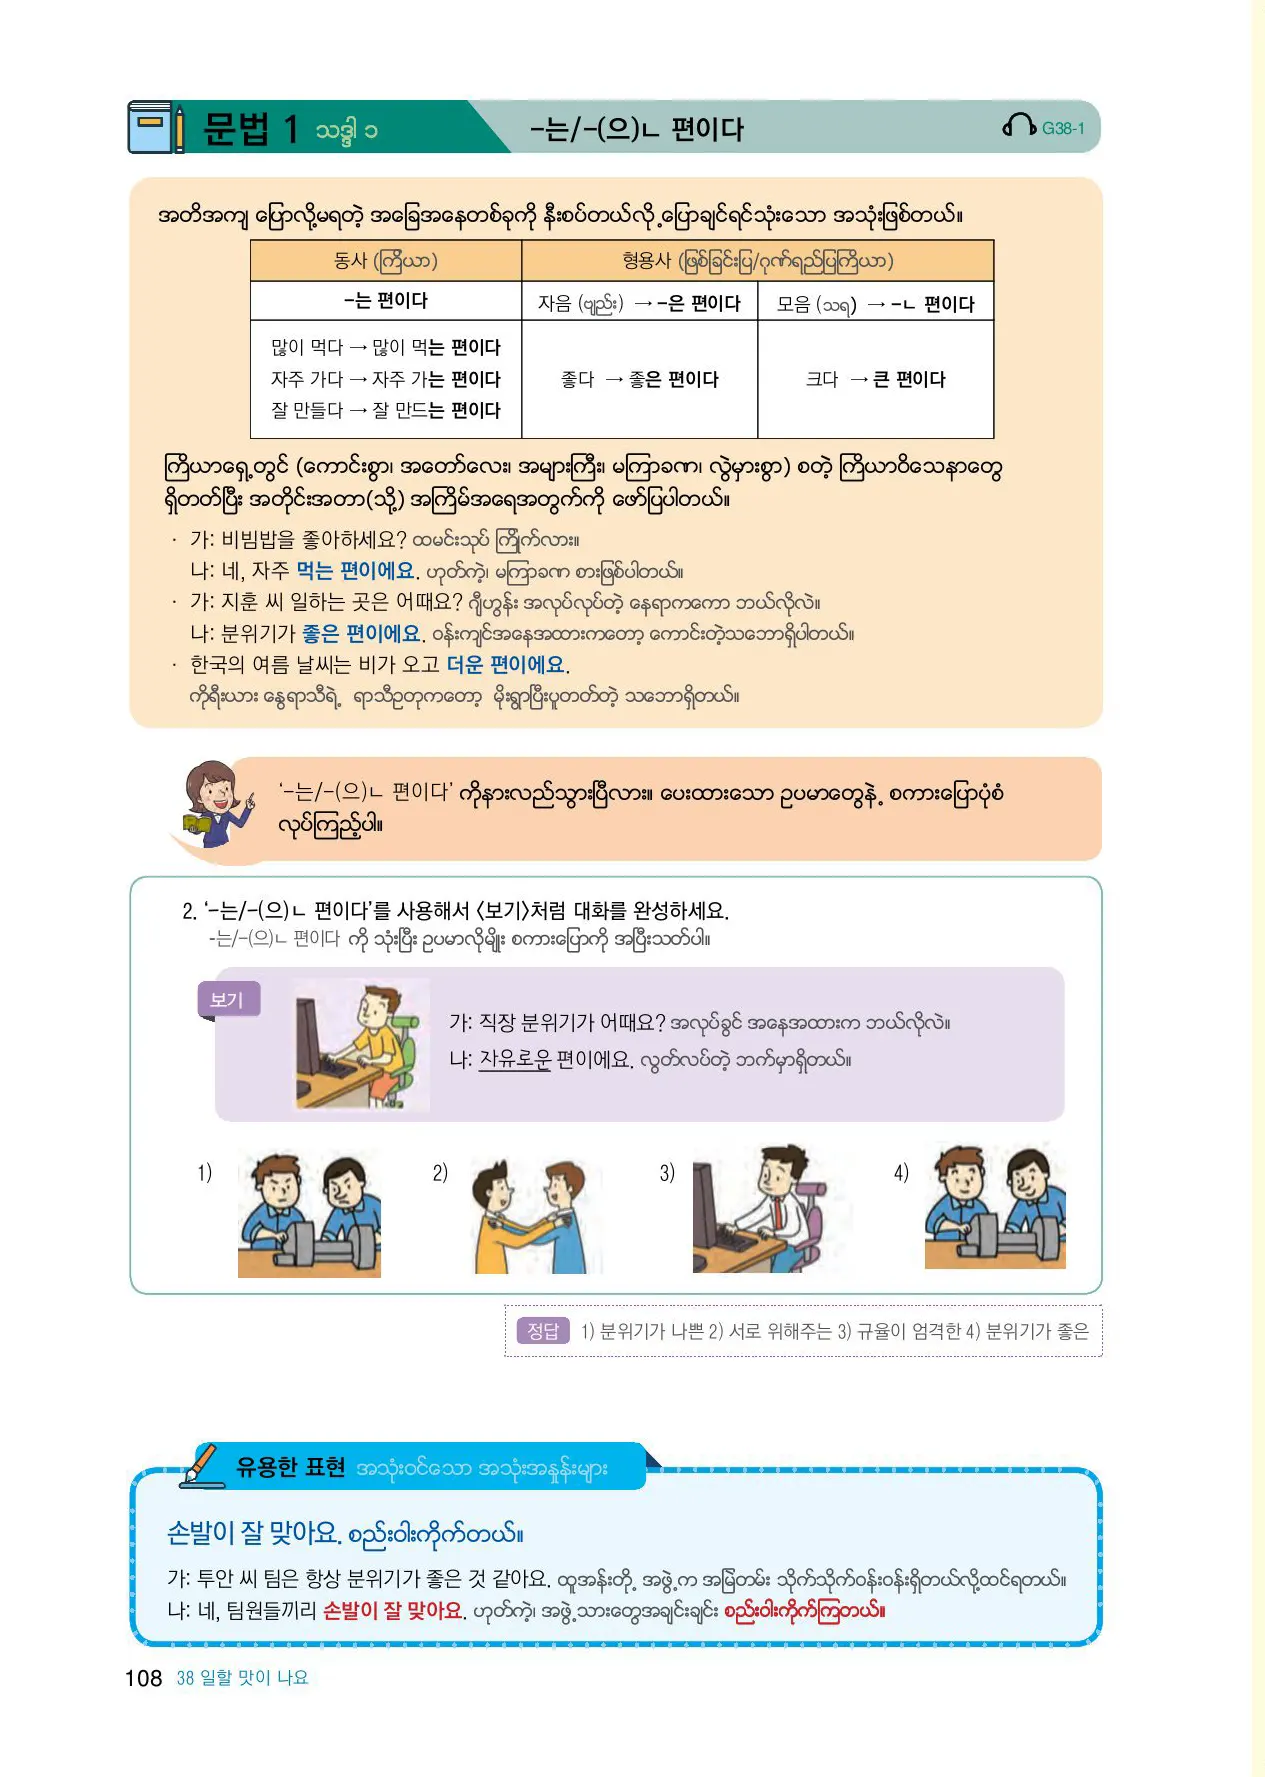 문법 1 သဒ္ဒါ ၁
-는/-(으)ㄴ 편이다
G38-1
အတိအကျ ပြောလို့မရတဲ့ အခြေအနေတစ်ခုကို နီးစပ်တယ်လို့ပြောချင်ရင်သုံးသော အသုံးဖြစ်တယ်။
동사 (ကြိယာ) 형용사 (ဖြစ်ခြင်းပြ/ဂုဏ်ရည်ပြကြိယာ)
-는 편이다 자음 (ဗျည်း) → -은 편이다 모음 (သရ) → -ㄴ 편이다
많이 먹다 → 많이 먹는 편이다
자주 가다 → 자주 가는 편이다 좋다 → 좋은 편이다 크다 → 큰 편이다
잘 만들다 → 잘 만드는 편이다
ကြိယာရှေ့တွင် (ကောင်းစွာ၊ အတော်လေး၊ အများကြီး၊ မကြာခဏ၊ လွဲမှားစွာ) စတဲ့ ကြိယာဝိသေနာတွေ
ရှိတတ်ပြီး အတိုင်းအတာ(သို့) အကြိမ်အရေအတွက်ကို ဖော်ပြပါတယ်။
· 가: 비빔밥을 좋아하세요? ထမင်းသုပ် ကြိုက်လား။
나: 네, 자주 먹는 편이에요. ဟုတ်ကဲ့၊ မကြာခဏ စားဖြစ်ပါတယ်။
· 가: 지훈 씨 일하는 곳은 어때요? ဂျီဟွန်း အလုပ်လုပ်တဲ့ နေရာကကော ဘယ်လိုလဲ။
나: 분위기가 좋은 편이에요. ဝန်းကျင်အနေအထားကတော့ ကောင်းတဲ့သဘောရှိပါတယ်။
· 한국의 여름 날씨는 비가 오고 더운 편이에요.
ကိုရီးယား နွေရာသီရဲ့ ရာသီဥတုကတော့ မိုးရွာပြီးပူတတ်တဲ့ သဘောရှိတယ်။
‘-는/-(으)ㄴ 편이다’ ကိုနားလည်သွားပြီလား။ ပေးထားသော ဥပမာတွေနဲ့ စကားပြောပုံစံ
လုပ်ကြည့်ပါ။
2. ‘-는/-(으)ㄴ 편이다’를 사용해서 〈보기〉처럼 대화를 완성하세요.
-는/-(으)ㄴ 편이다 ကို သုံးပြီး ဥပမာလိုမျိုး စကားပြောကို အပြီးသတ်ပါ။
보기
가: 직장 분위기가 어때요? အလုပ်ခွင် အနေအထားက ဘယ်လိုလဲ။
나: 자유로운 편이에요. လွတ်လပ်တဲ့ ဘက်မှာရှိတယ်။
1) 2) 3) 4)
정답 1) 분위기가 나쁜 2) 서로 위해주는 3) 규율이 엄격한 4) 분위기가 좋은
유용한 표현 အသုံးဝင်သော အသုံးအနှုန်းများ
손발이 잘 맞아요. စည်းဝါးကိုက်တယ်။
가: 투안 씨 팀은 항상 분위기가 좋은 것 같아요. ထူအန်းတို့ အဖွဲ့က အမြဲတမ်း သိုက်သိုက်ဝန်းဝန်းရှိတယ်လို့ထင်ရတယ်။
나: 네, 팀원들끼리 손발이 잘 맞아요. ဟုတ်ကဲ့၊ အဖွဲ့သားတွေအချင်းချင်း စည်းဝါးကိုက်ကြတယ်။
108 38 일할 맛이 나요